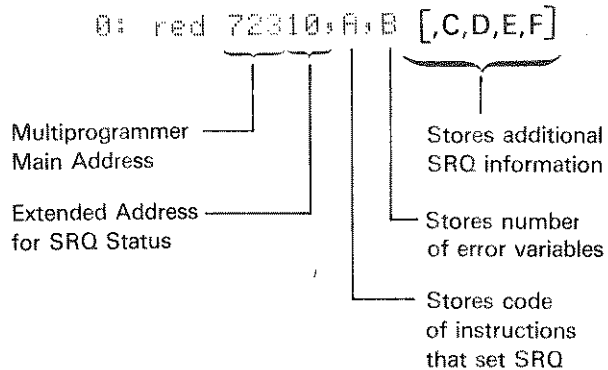 0: red 72310,A,B [,C,D,E,F]
Multiprogrammer
Main Address
Extended Address
for SRQ Status
Stores additional
SRQ information
Stores number
of error variables
Stores code
of instructions
that set SRQ